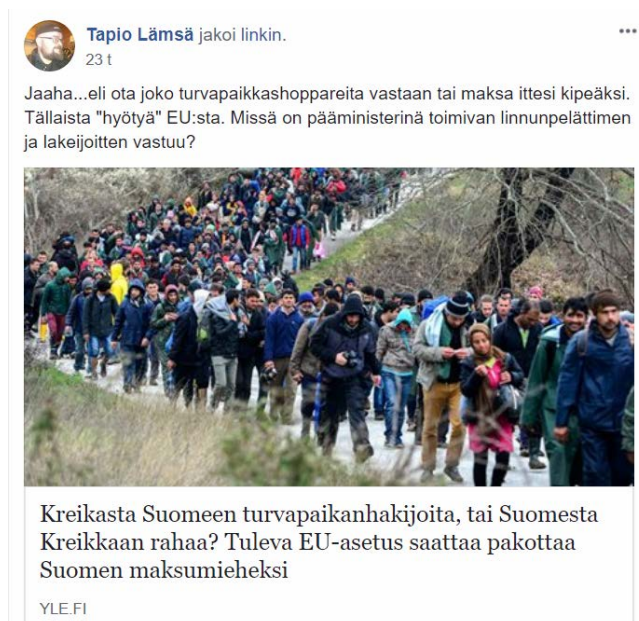 Tapio Lämsä jakoi linkin.
23 t
Jaaha...eli ota joko turvapaikkashoppareita vastaan tai maksa ittesi kipeäksi.
Tällaista "hyötyä" EU:sta. Missä on pääministerinä toimivan linnunpelättimen
ja lakeijoitten vastuu?
Kreikasta Suomeen turvapaikanhakijoita, tai Suomesta
Kreikkaan rahaa? Tuleva EU-asetus saattaa pakottaa
Suomen maksumieheksi
YLE.FI